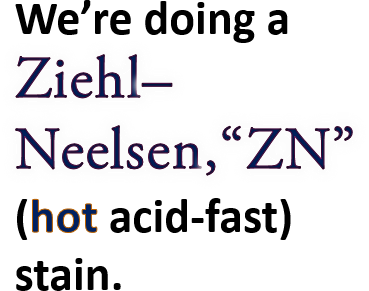 We’re doing a
Ziehl–
Neelsen,“ZN”
(hot acid-fast)
stain.